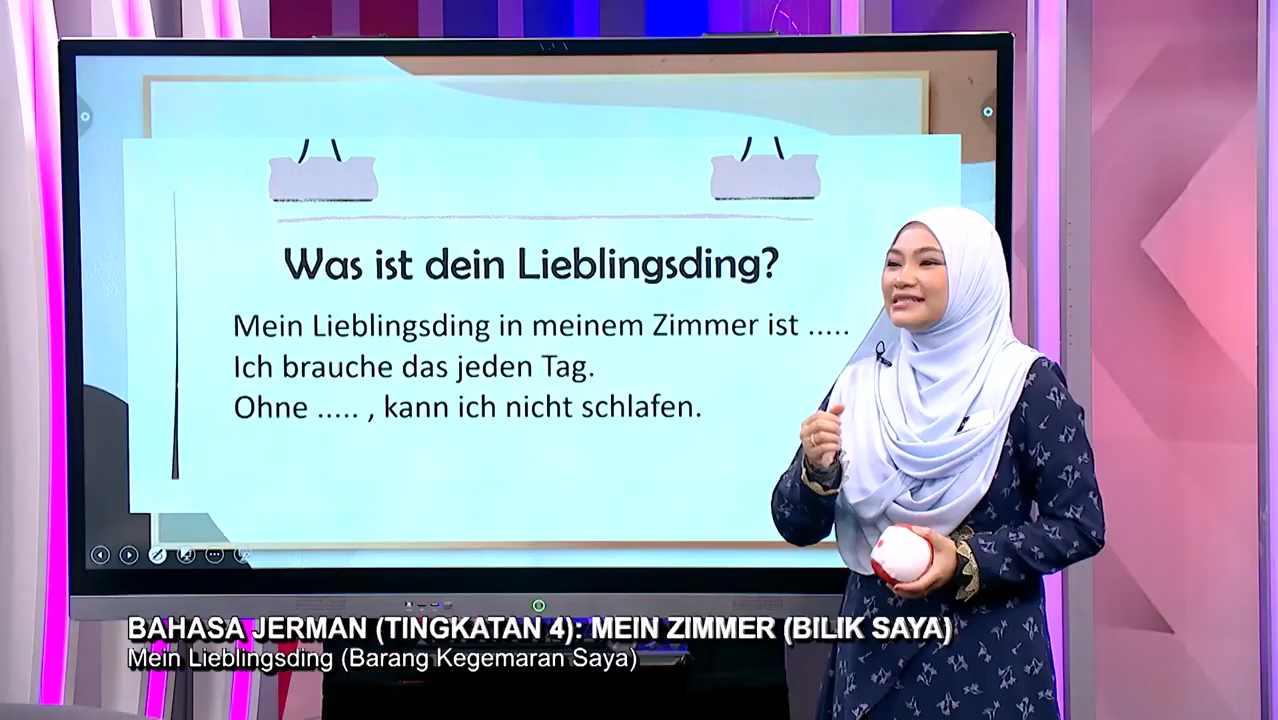 Was ist dein Lieblingsding?
Mein Lieblingsding in meinem Zimmer ist .....
Ich brauche das jeden Tag.
Ohne ..... , kann ich nicht schlafen.
BAHASA JERMAN (TINGKATAN 4): MEIN ZIMMER (BILIK SAYA)
Mein Lieblingsding (Barang Kegemaran Saya)